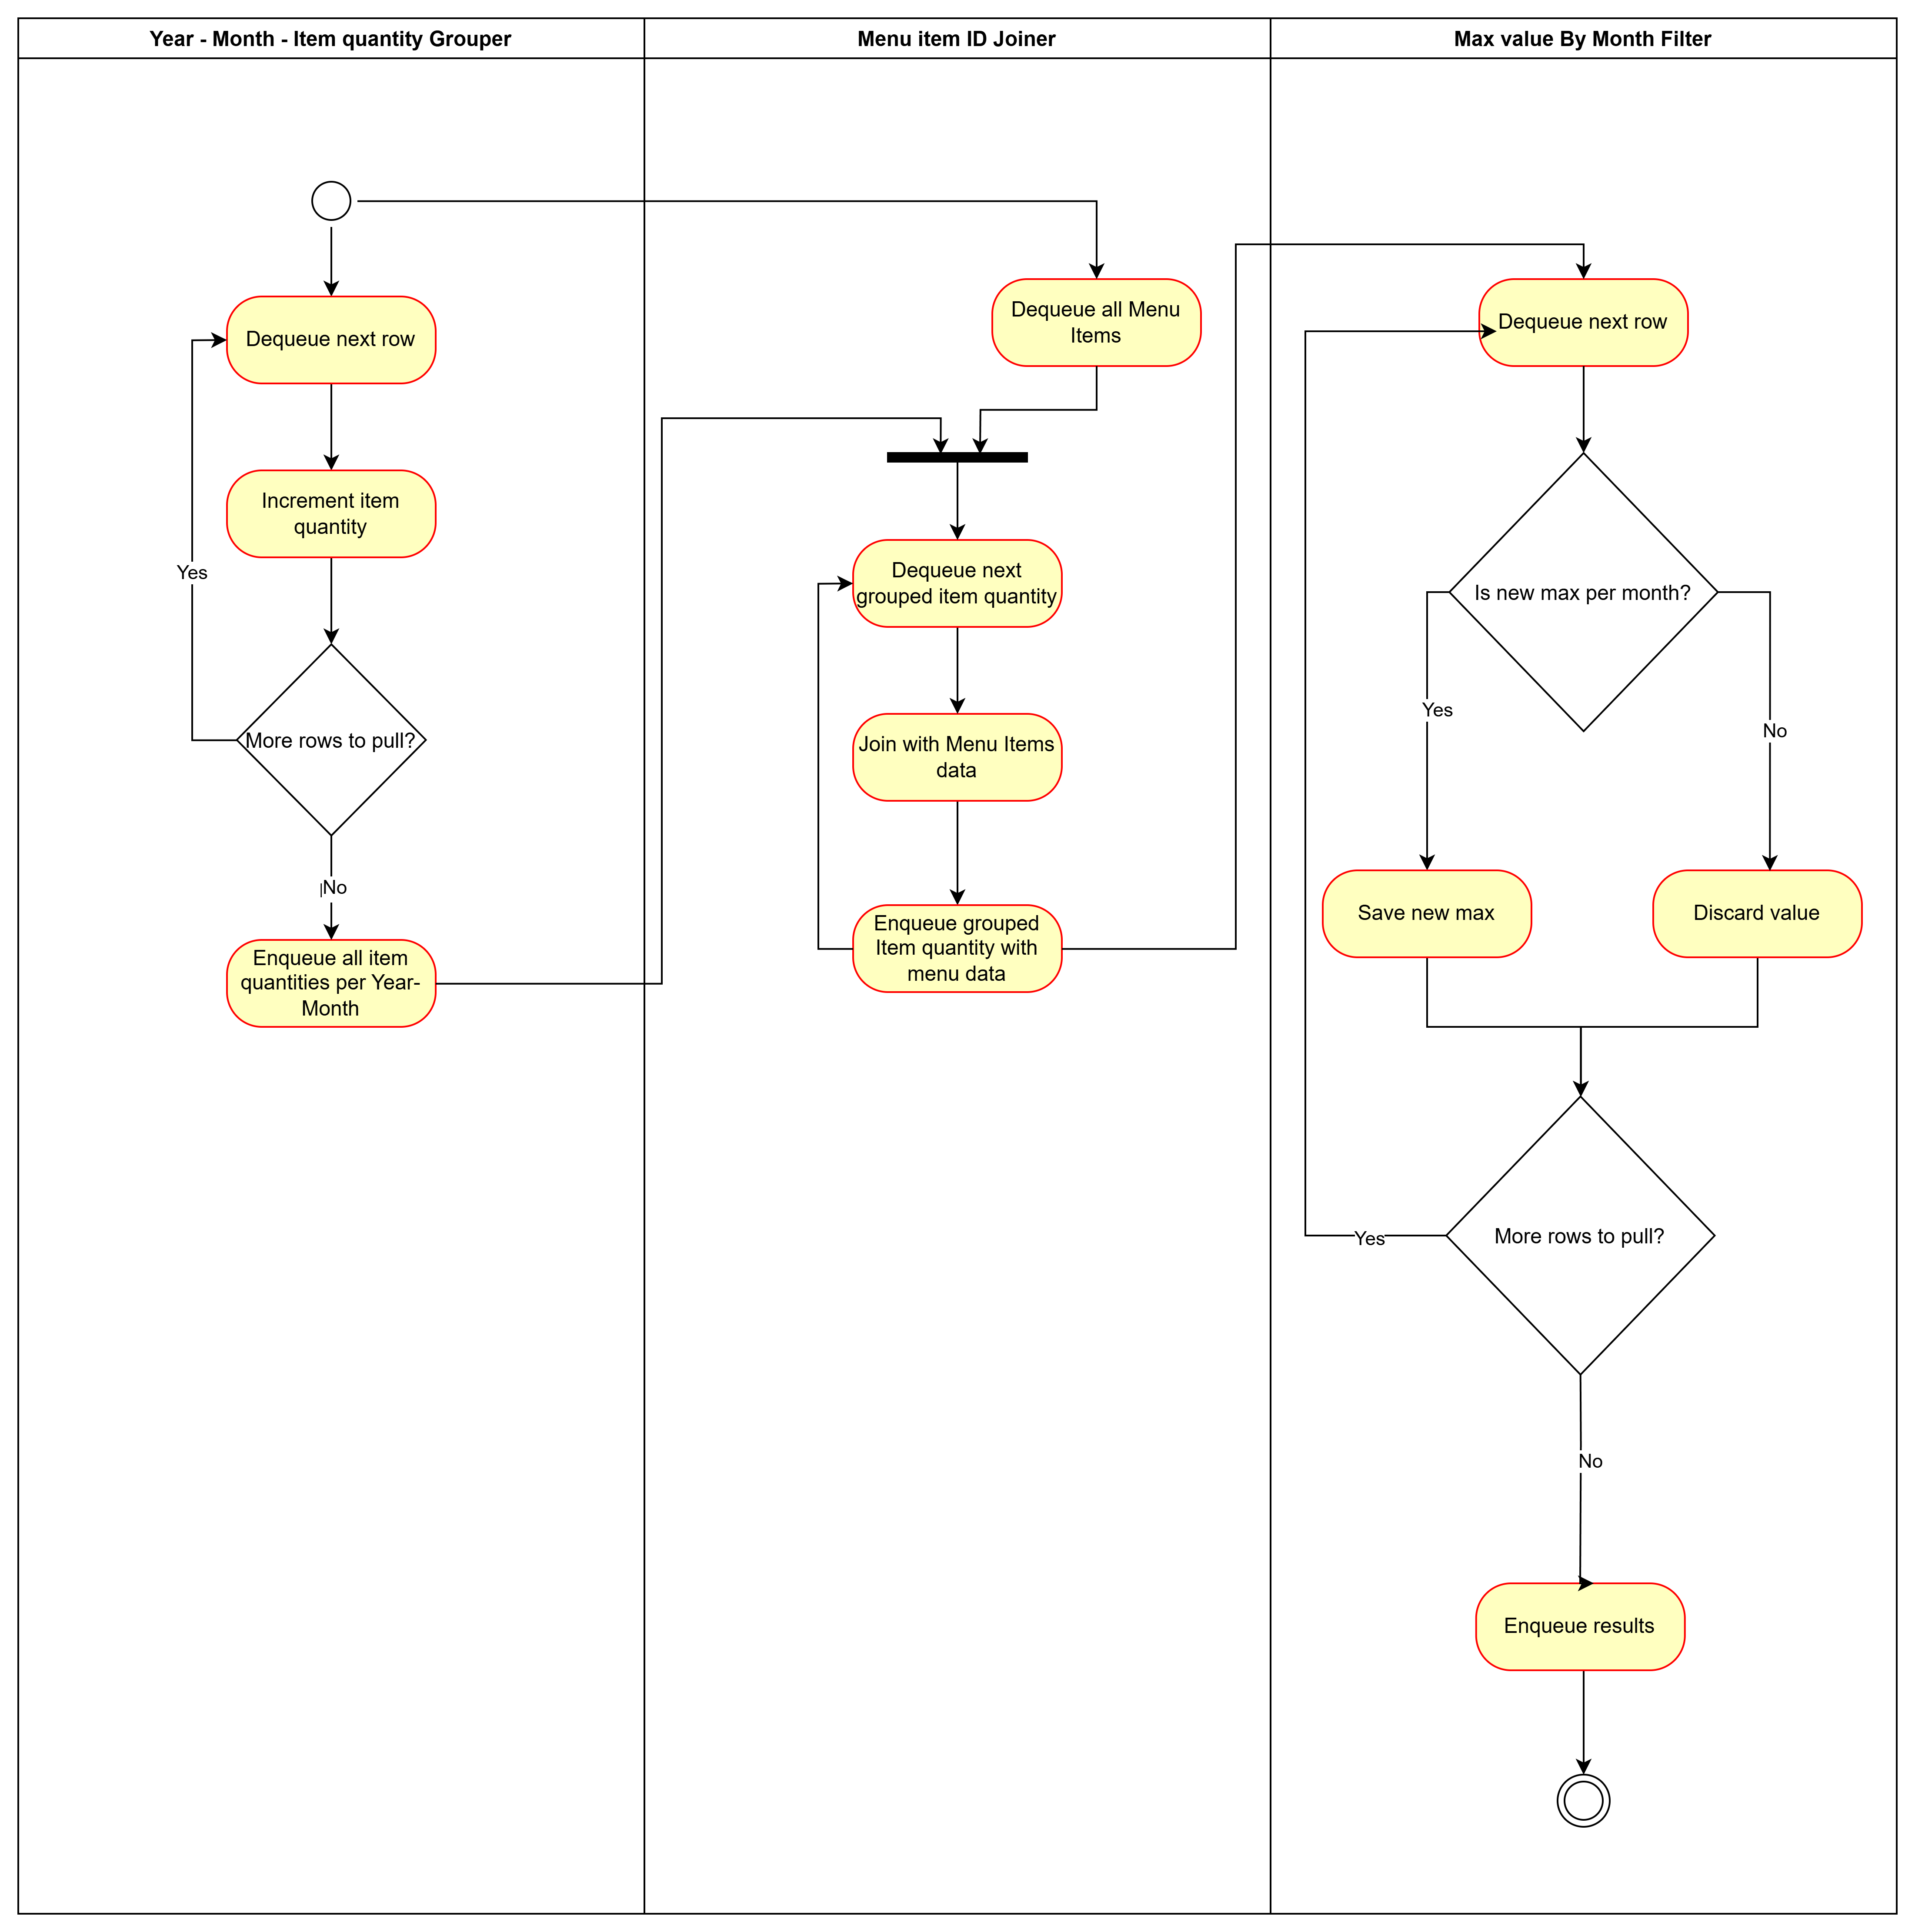 Year - Month - Item quantity Grouper
Menu item ID Joiner
Max value By Month Filter
Dequeue next row
Increment item
quantity
Yes
More rows to pull?
No
Enqueue all item
quantities per Year-
Month
Dequeue all Menu
Items
Dequeue next
grouped item quantity
Join with Menu Items
data
Enqueue grouped
Item quantity with
menu data
Dequeue next row
Is new max per month?
Yes
No
Save new max
Discard value
More rows to pull?
Yes
No
Enqueue results